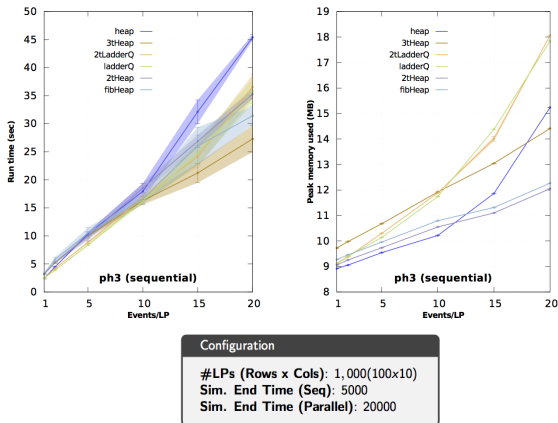 50
45
40
35
30
25
20
15
10
5
0
Run time (sec)
heap
3tHeap
2tLadderQ
ladderQ
2tHeap
fibHeap
ph3 (sequential)
1 5 10 15 20
Events/LP
19
18
17
16
15
14
13
12
11
10
9
8
Peak memory used (MB)
heap
3tHeap
2tLadderQ
ladderQ
2tHeap
fibHeap
ph3 (sequential)
1 5 10 15 20
Events/LP
Configuration
#LPs (Rows x Cols): 1,000(100x10)
Sim. End Time (Seq): 5000
Sim. End Time (Parallel): 20000